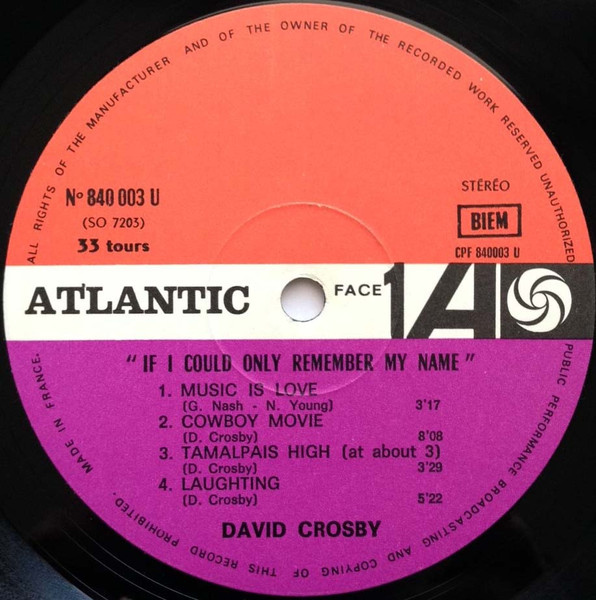 ALL RIGHTS OF THE MANUFACTURER AND OF THE OWNER OF THE RECORDED WORK RESERVED UNAUTHORIZED
Nº 840 003 U
(SO 7203)
33 tours
STÉRÉO
BIEM
CPF 840003 U
ATLANTIC
FACE 1
A
"IF I COULD ONLY REMEMBER MY NAME"
1. MUSIC IS LOVE
(G. Nash - N. Young) 3'17
2. COWBOY MOVIE
(D. Crosby) 8'08
3. TAMALPAIS HIGH (at about 3)
(D. Crosby) 3'29
4. LAUGHTING
(D. Crosby) 5'22
DAVID CROSBY
PUBLIC PERFORMANCE BROADCASTING AND COPYING OF THIS RECORD PROHIBITED.
MADE IN FRANCE.